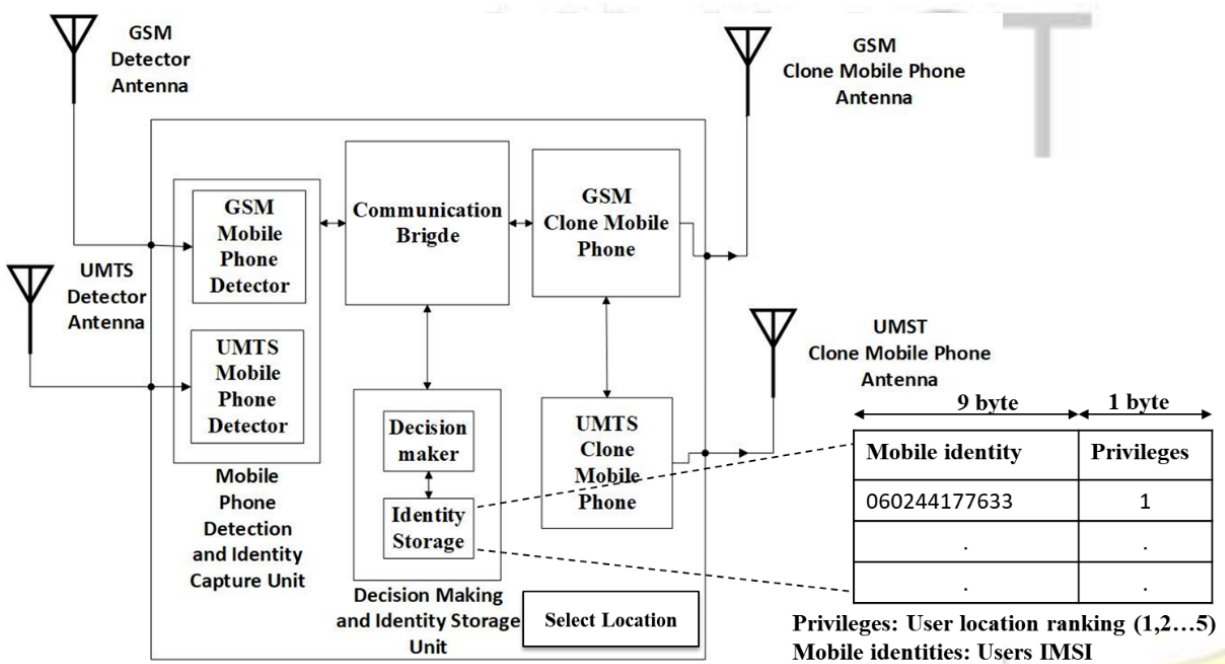 GSM
Detector
Antenna
GSM
Clone Mobile Phone
Antenna
T
UMTS
Detector
Antenna
GSM
Mobile
Phone
Detector
UMTS
Mobile
Phone
Detector
Mobile
Phone
Detection
and Identity
Capture Unit
Communication
Brigde
GSM
Clone Mobile
Phone
Decision
maker
Identity
Storage
Decision Making
and Identity Storage
Unit
UMTS
Clone
Mobile
Phone
Select Location
UMST
Clone Mobile Phone
Antenna
9 byte 1 byte
Mobile identity Privileges
060244177633 1
. .
. .
Privileges: User location ranking (1,2...5)
Mobile identities: Users IMSI